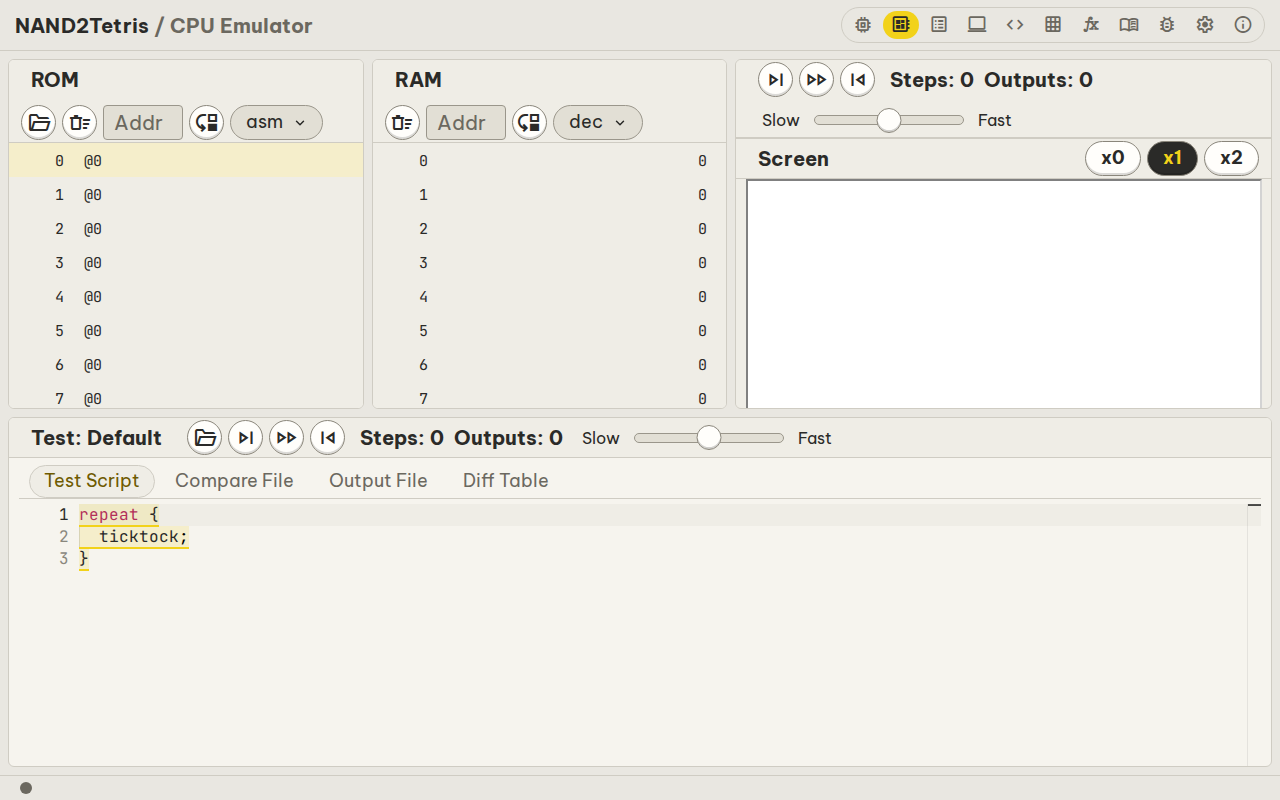 NAND2Tetris / CPU Emulator
ROM
Addr
asm
0 @0
1 @0
2 @0
3 @0
4 @0
5 @0
6 @0
7 @0
RAM
Addr
dec
0 0
1 0
2 0
3 0
4 0
5 0
6 0
7 0
Steps: 0 Outputs: 0
Slow Fast
Screen x0 x1 x2
Test: Default Steps: 0 Outputs: 0 Slow Fast
Test Script Compare File Output File Diff Table
1 repeat {
2 ticktock;
3 }